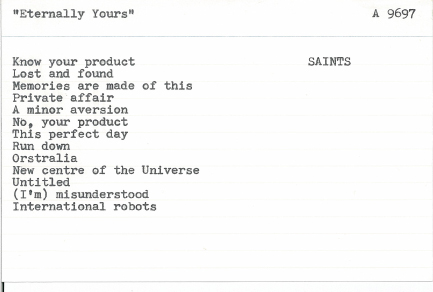 "Eternally Yours" A 9697
Know your product SAINTS
Lost and found
Memories are made of this
Private affair
A minor aversion
No, your product
This perfect day
Run down
Orstralia
New centre of the Universe
Untitled
(I'm) misunderstood
International robots